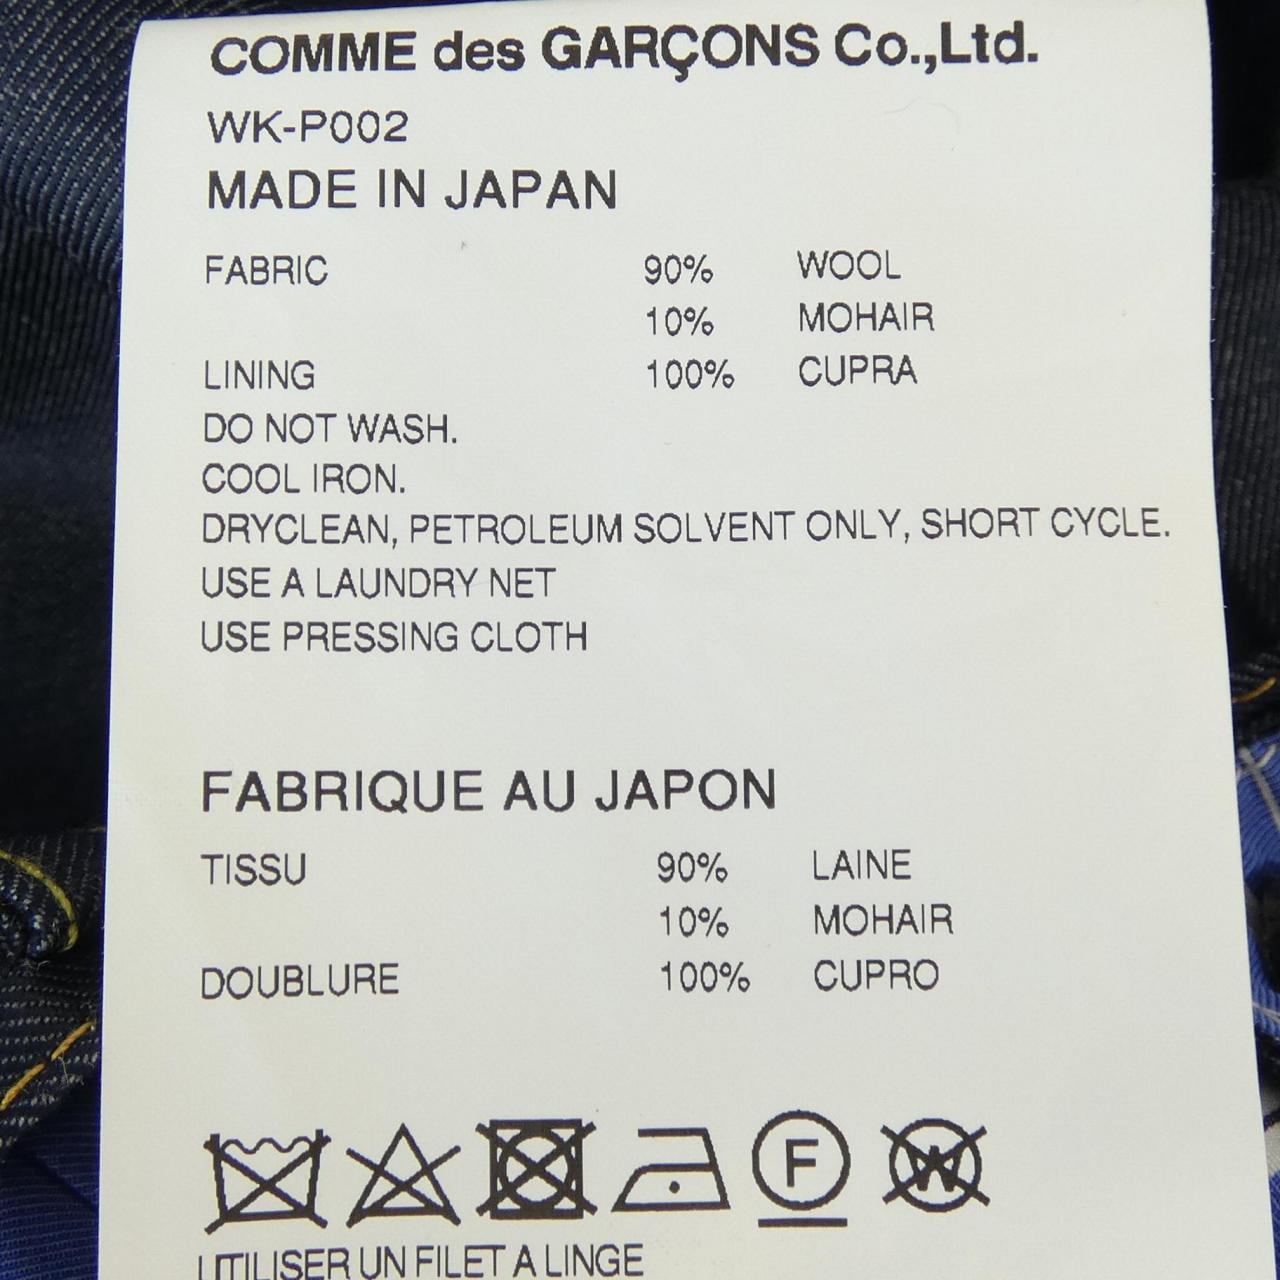 COMME des GARÇONS Co.,Ltd.
WK-P002
MADE IN JAPAN
FABRIC 90% WOOL
10% MOHAIR
LINING 100% CUPRA
DO NOT WASH.
COOL IRON.
DRYCLEAN, PETROLEUM SOLVENT ONLY, SHORT CYCLE.
USE A LAUNDRY NET
USE PRESSING CLOTH
FABRIQUE AU JAPON
TISSU 90% LAINE
10% MOHAIR
DOUBLURE 100% CUPRO
F W
UTILISER UN FILET A LINGE